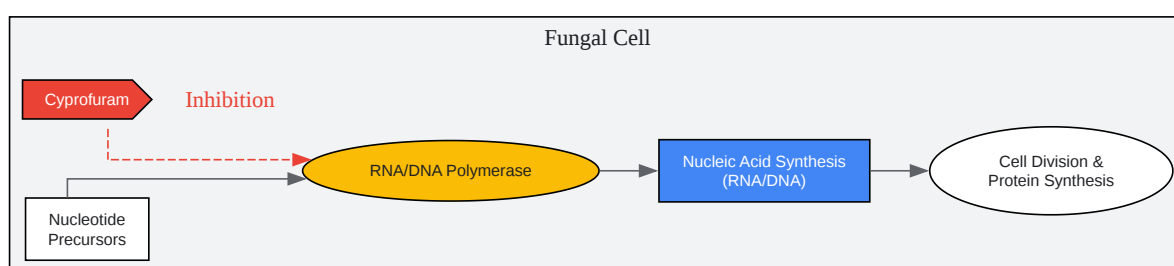 Fungal Cell
Cyprofuram
Inhibition
RNA/DNA Polymerase
Nucleic Acid Synthesis
(RNA/DNA)
Cell Division &
Protein Synthesis
Nucleotide
Precursors